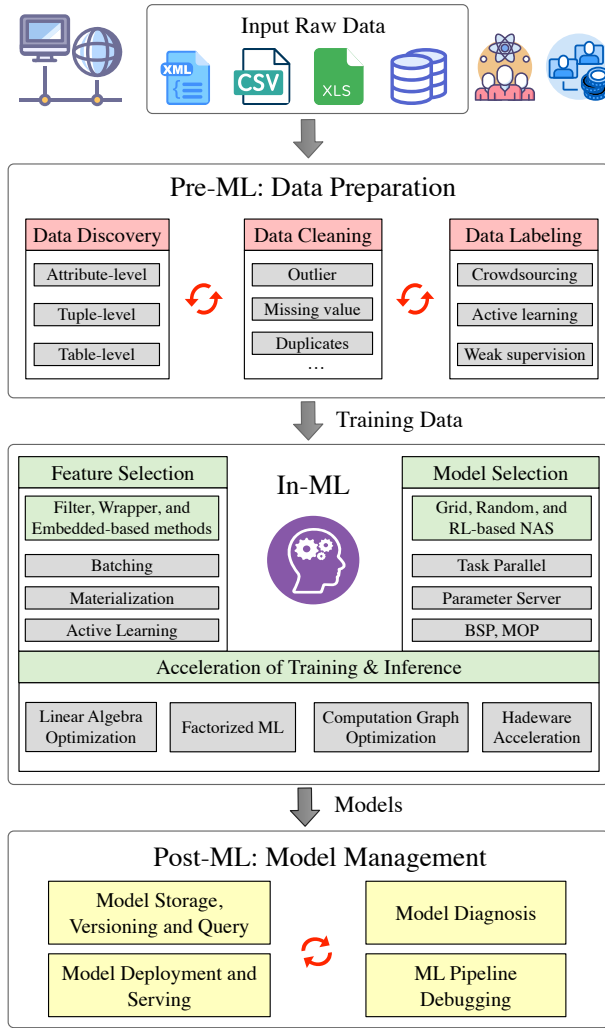 Input Raw Data
XML
CSV
XLS
Pre-ML: Data Preparation
Data Discovery
Attribute-level
Tuple-level
Table-level
Data Cleaning
Outlier
Missing value
Duplicates
...
Data Labeling
Crowdsourcing
Active learning
Weak supervision
Training Data
Feature Selection
Filter, Wrapper, and
Embedded-based methods
Batching
Materialization
Active Learning
In-ML
Model Selection
Grid, Random, and
RL-based NAS
Task Parallel
Parameter Server
BSP, MOP
Acceleration of Training & Inference
Linear Algebra
Optimization
Factorized ML
Computation Graph
Optimization
Hadeware
Acceleration
Models
Post-ML: Model Management
Model Storage,
Versioning and Query
Model Diagnosis
Model Deployment and
Serving
ML Pipeline
Debugging